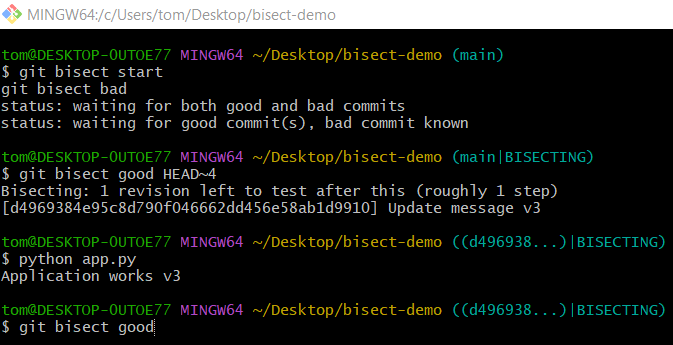 MINGW64:/c/Users/tom/Desktop/bisect-demo
tom@DESKTOP-OUTOE77 MINGW64 ~/Desktop/bisect-demo (main)
$ git bisect start
git bisect bad
status: waiting for both good and bad commits
status: waiting for good commit(s), bad commit known
tom@DESKTOP-OUTOE77 MINGW64 ~/Desktop/bisect-demo (main|BISECTING)
$ git bisect good HEAD~4
Bisecting: 1 revision left to test after this (roughly 1 step)
[d4969384e95c8d790f046662dd456e58ab1d9910] Update message v3
tom@DESKTOP-OUTOE77 MINGW64 ~/Desktop/bisect-demo ((d496938...)|BISECTING)
$ python app.py
Application works v3
tom@DESKTOP-OUTOE77 MINGW64 ~/Desktop/bisect-demo ((d496938...)|BISECTING)
$ git bisect good